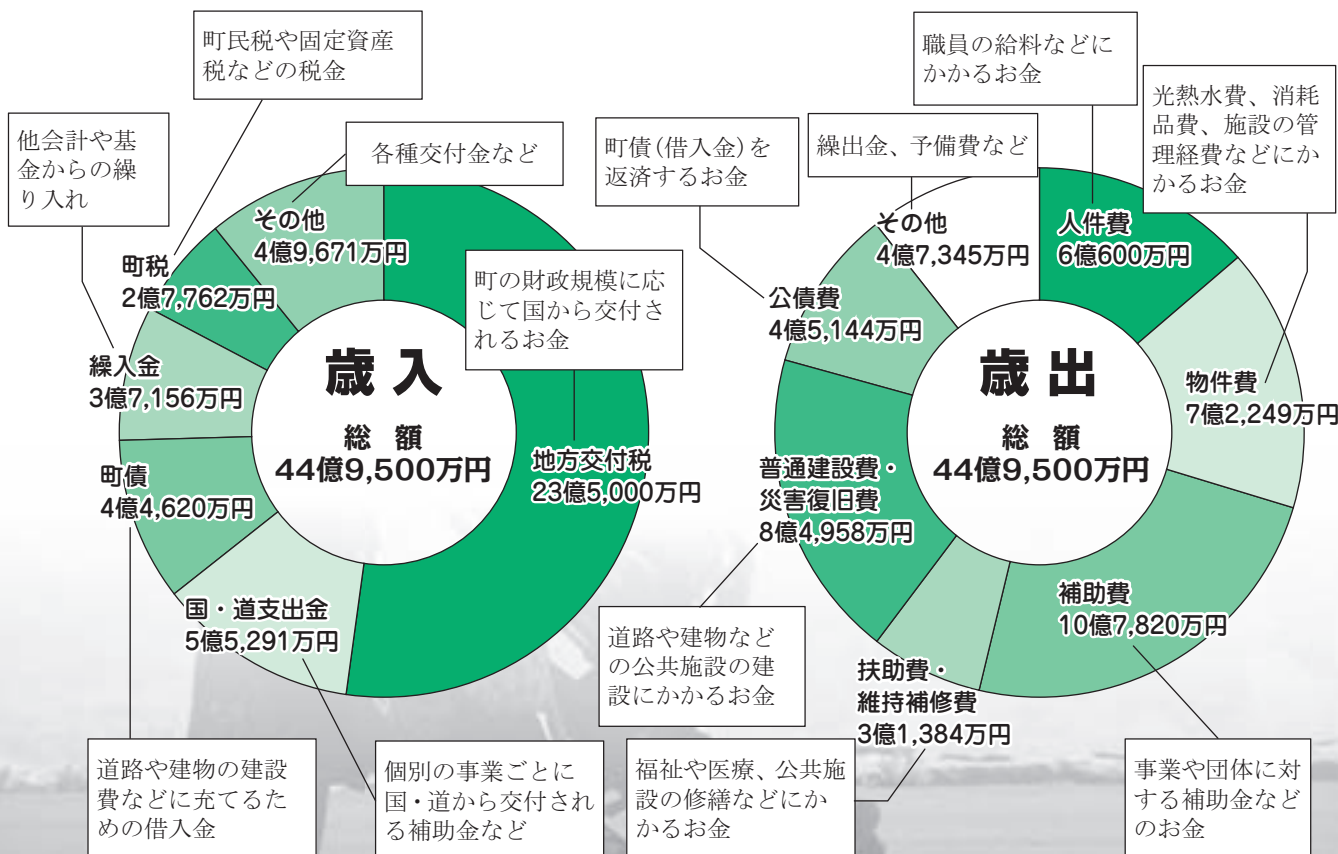 町民税や固定資産
税などの税金
他会計や基
金からの繰
り入れ
各種交付金など
その他
4億9,671万円
町税
2億7,762万円
町の財政規模に応
じて国から交付さ
れるお金
繰入金
3億7,156万円
歳入
総額
44億9,500万円
地方交付税
23億5,000万円
町債
4億4,620万円
国・道支出金
5億5,291万円
道路や建物の建設
費などに充てるた
めの借入金
個別の事業ごとに
国・道から交付され
る補助金など
職員の給料などに
かかるお金
光熱水費、消耗
品費、施設の管
理経費などにか
かるお金
町債(借入金)を
返済するお金
繰出金、予備費など
その他
4億7,345万円
人件費
6億600万円
公債費
4億5,144万円
歳出
総額
44億9,500万円
物件費
7億2,249万円
普通建設費・
災害復旧費
8億4,958万円
補助費
10億7,820万円
道路や建物など
の公共施設の建
設にかかるお金
扶助費・
維持補修費
3億1,384万円
福祉や医療、公共施
設の修繕などにか
かるお金
事業や団体に対
する補助金など
のお金